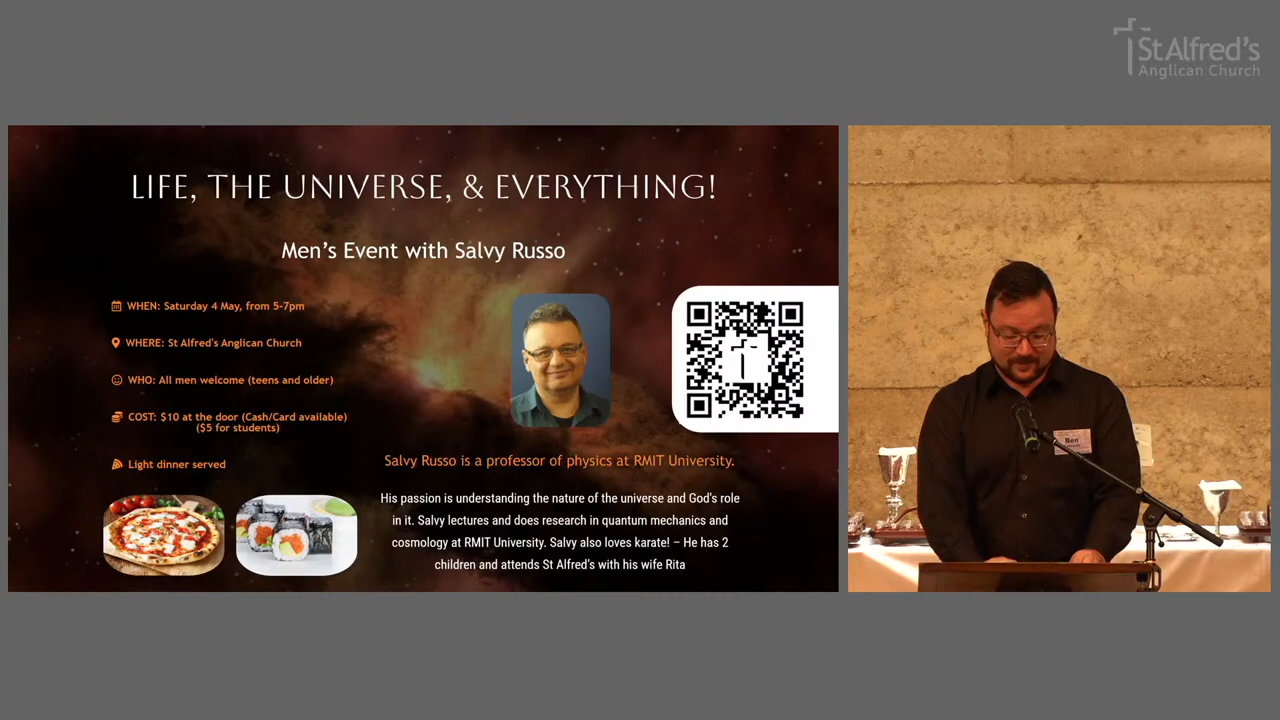 St Alfred's
Anglican Church
LIFE, THE UNIVERSE, & EVERYTHING!
Men's Event with Salvy Russo
WHEN: Saturday 4 May, from 5-7pm
WHERE: St Alfred's Anglican Church
WHO: All men welcome (teens and older)
COST: $10 at the door (Cash/Card available)
($5 for students)
Light dinner served
Salvy Russo is a professor of physics at RMIT University.
His passion is understanding the nature of the universe and God's role
in it. Salvy lectures and does research in quantum mechanics and
cosmology at RMIT University. Salvy also loves karate! – He has 2
children and attends St Alfred's with his wife Rita
Ben